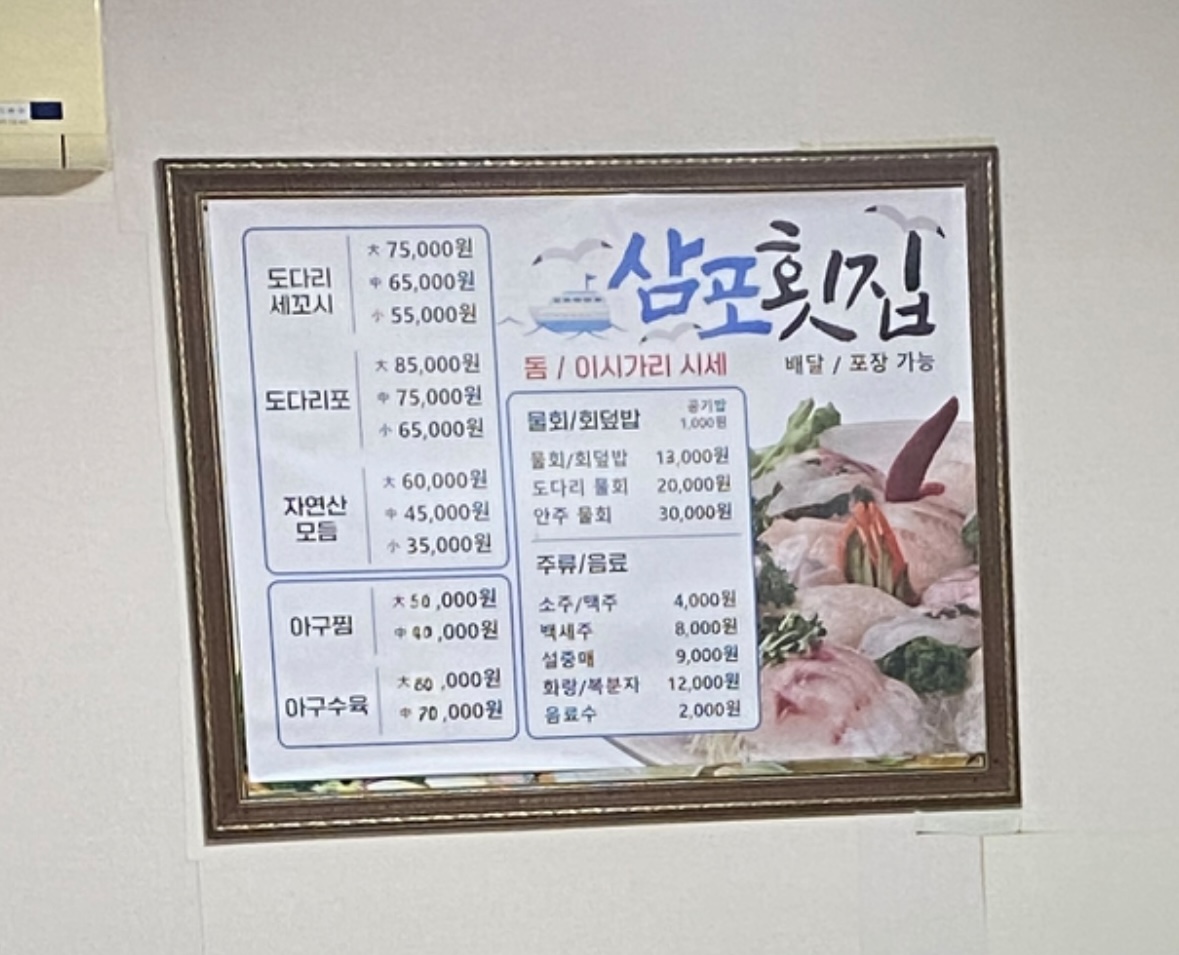 삼포횟집
돔 / 이시가리 시세
배달 / 포장 가능
도다리
세꼬시
大 75,000원
中 65,000원
小 55,000원
도다리포
大 85,000원
中 75,000원
小 65,000원
자연산
모듬
大 60,000원
中 45,000원
小 35,000원
아구찜
大 50,000원
中 40,000원
아구수육
大 ,000원
中 70,000원
물회/회덮밥
공기밥
1,000원
물회/회덮밥 13,000원
도다리 물회 20,000원
안주 물회 30,000원
주류/음료
소주/맥주 4,000원
백세주 8,000원
설중매 9,000원
화랑/복분자 12,000원
음료수 2,000원